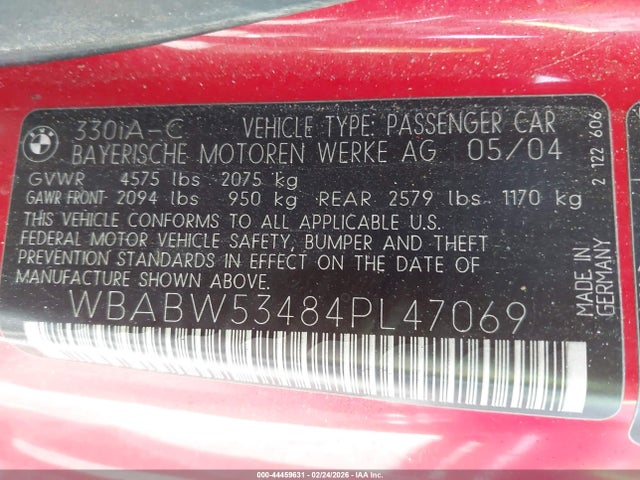 BMW
330iA-C VEHICLE TYPE: PASSENGER CAR
BAYERISCHE MOTOREN WERKE AG 05/04
GVWR 4575 lbs 2075 kg
GAWR FRONT 2094 lbs 950 kg REAR 2579 lbs 1170 kg
THIS VEHICLE CONFORMS TO ALL APPLICABLE U.S.
FEDERAL MOTOR VEHICLE SAFETY, BUMPER AND THEFT
PREVENTION STANDARDS IN EFFECT ON THE DATE OF
MANUFACTURE SHOWN ABOVE.
WBABW53484PL47069
MADE IN
GERMANY
2 122 606
000-44459631 - 02/24/2026 - IAA Inc.